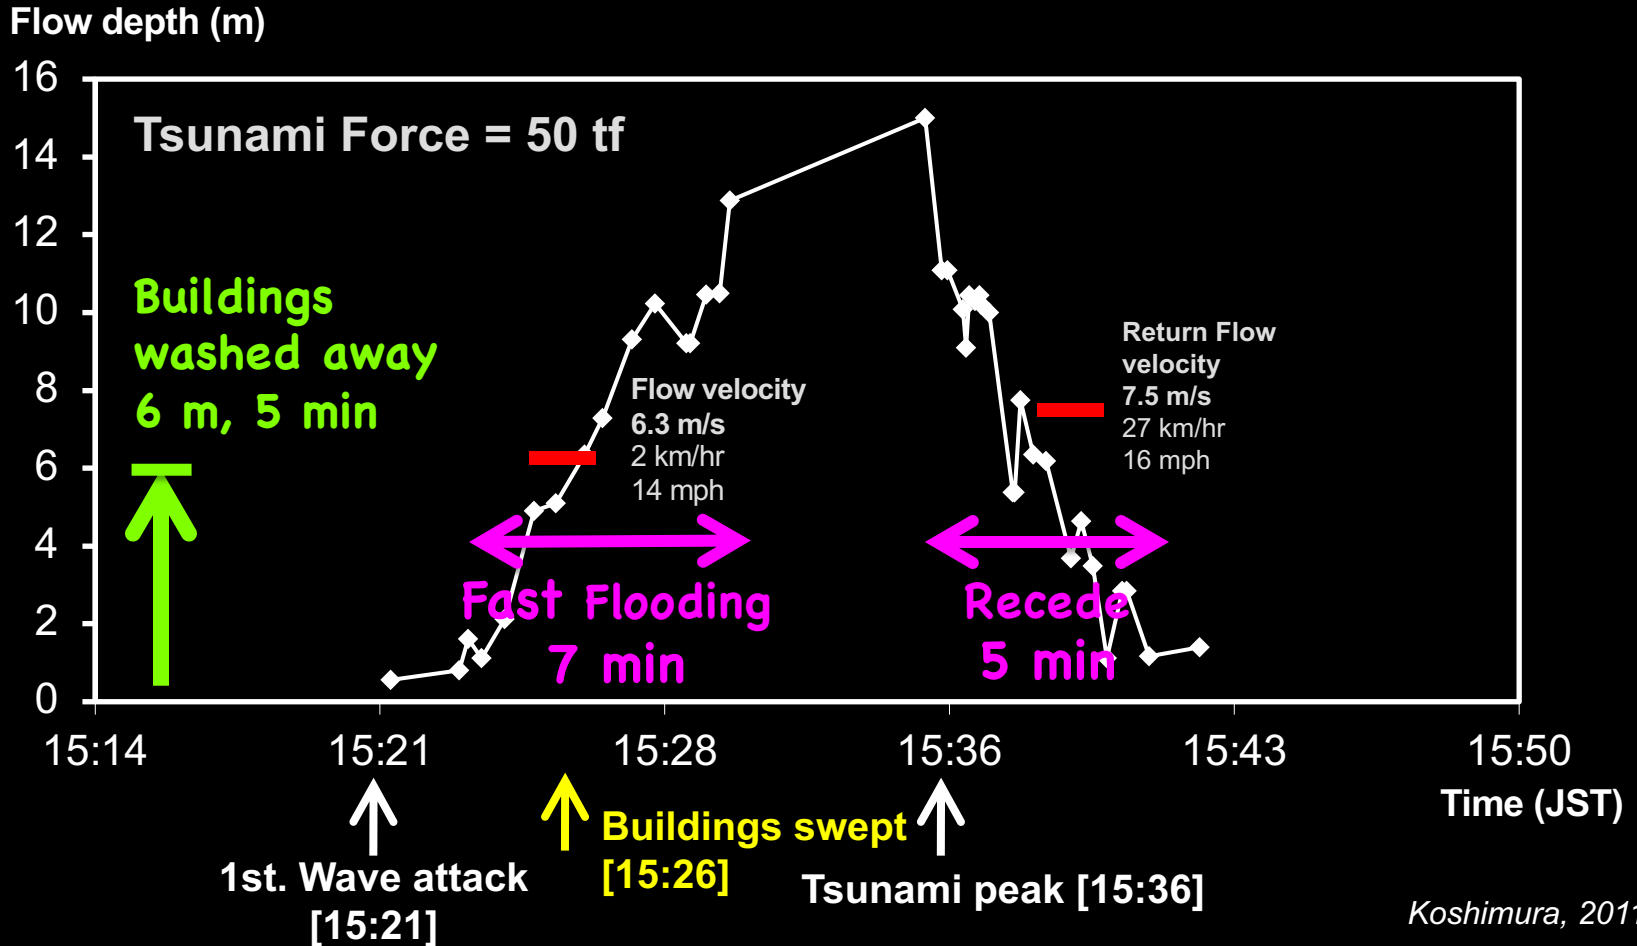 Flow depth (m)
16
14
12
10
8
6
4
2
0
Tsunami Force = 50 tf
Buildings
washed away
6 m, 5 min
Flow velocity
6.3 m/s
2 km/hr
14 mph
Return Flow
velocity
7.5 m/s
27 km/hr
16 mph
Fast Flooding
7 min
Recede
5 min
15:14
15:21
15:28
15:36
15:43
15:50
Time (JST)
1st. Wave attack
[15:21]
Buildings swept
[15:26]
Tsunami peak [15:36]
Koshimura, 201